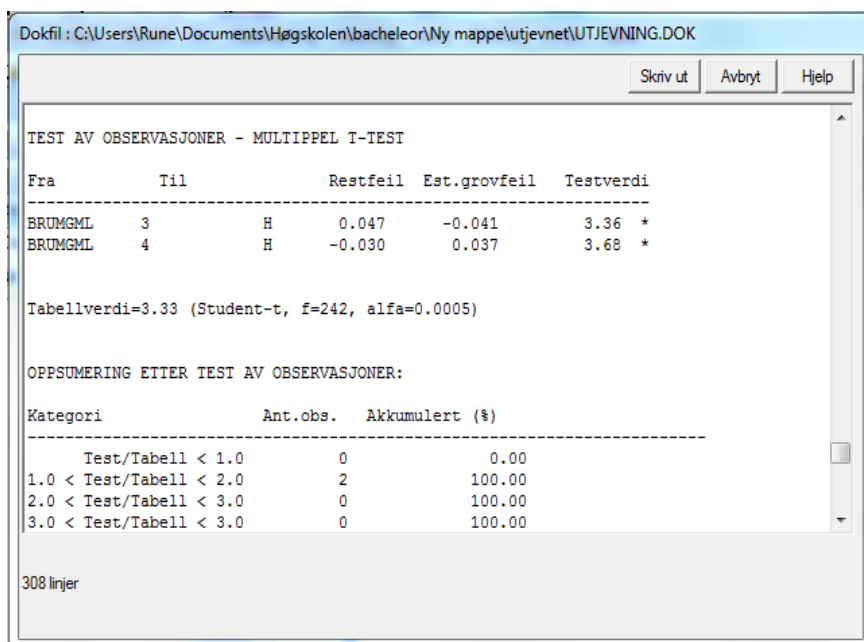 Dokfil : C:\Users\Rune\Documents\Høgskolen\bacheleor\Ny mappe\utjevnet\UTJEVNING.DOK
Skriv ut Avbryt Hjelp
TEST AV OBSERVASJONER - MULTIPPEL T-TEST
Fra Til Restfeil Est.grovfeil Testverdi
------------------------------------------------------------------
BRUMGML 3 H 0.047 -0.041 3.36 *
BRUMGML 4 H -0.030 0.037 3.68 *
Tabellverdi=3.33 (Student-t, f=242, alfa=0.0005)
OPPSUMERING ETTER TEST AV OBSERVASJONER:
Kategori Ant.obs. Akkumulert (%)
------------------------------------------------------------------------
Test/Tabell < 1.0 0 0.00
1.0 < Test/Tabell < 2.0 2 100.00
2.0 < Test/Tabell < 3.0 0 100.00
3.0 < Test/Tabell < 3.0 0 100.00
308 linjer